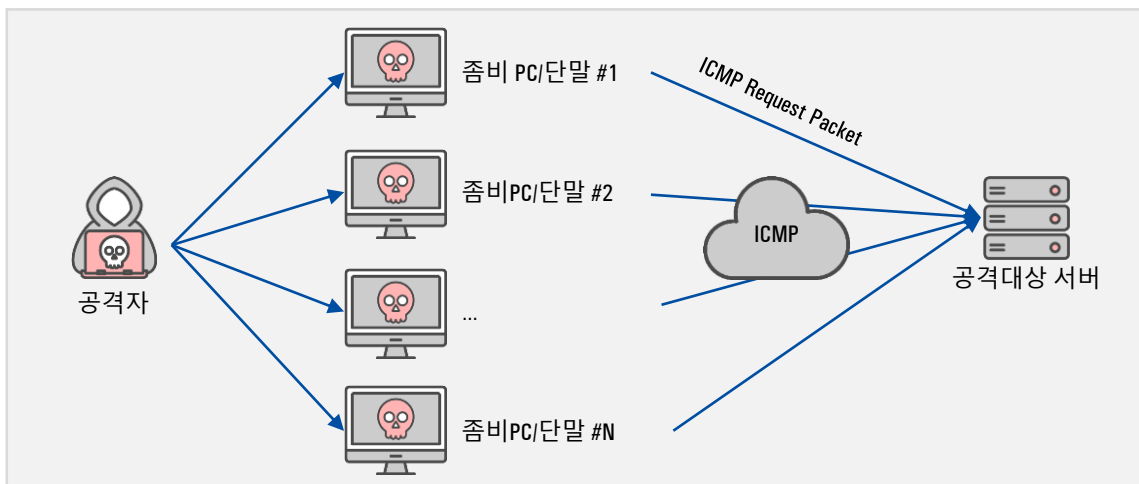 좀비 PC/단말 #1
ICMP Request Packet
좀비PC/단말 #2
ICMP
공격자
...
공격대상 서버
좀비PC/단말 #N